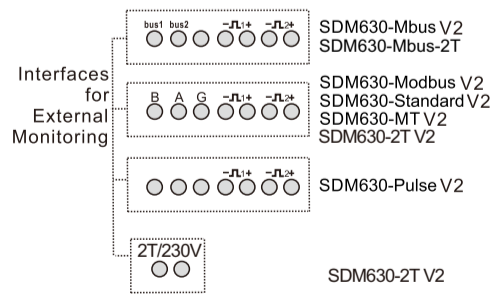 bus1 bus2 -⎍1+ -⎍2+
SDM630-Mbus V2
SDM630-Mbus-2T
Interfaces
for
External
Monitoring
B A G -⎍1+ -⎍2+
SDM630-Modbus V2
SDM630-Standard V2
SDM630-MT V2
SDM630-2T V2
-⎍1+ -⎍2+
SDM630-Pulse V2
2T/230V
SDM630-2T V2